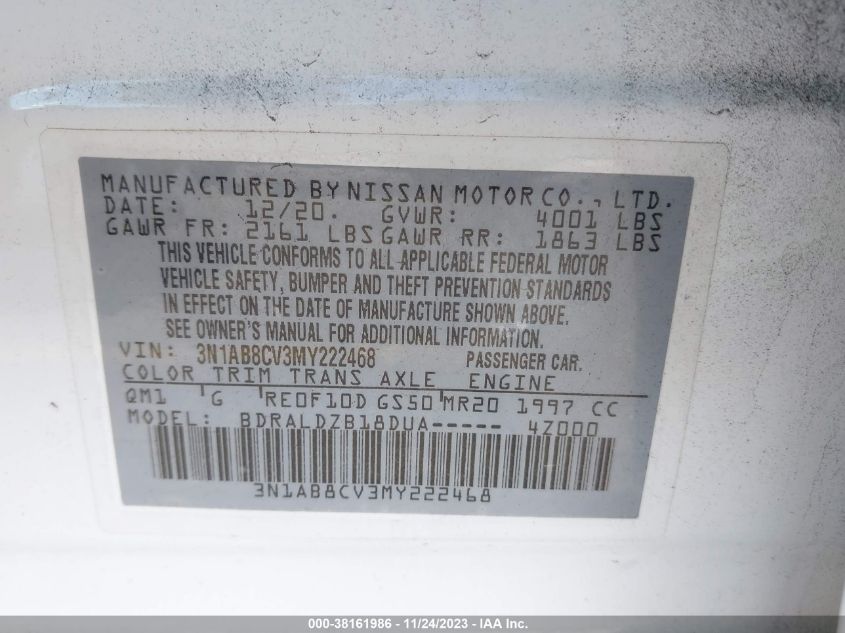 MANUFACTURED BY NISSAN MOTOR CO., LTD.
DATE: 12/20. GVWR: 4001 LBS
GAWR FR: 2161 LBS GAWR RR: 1863 LBS
THIS VEHICLE CONFORMS TO ALL APPLICABLE FEDERAL MOTOR
VEHICLE SAFETY, BUMPER AND THEFT PREVENTION STANDARDS
IN EFFECT ON THE DATE OF MANUFACTURE SHOWN ABOVE.
SEE OWNER'S MANUAL FOR ADDITIONAL INFORMATION.
VIN: 3N1AB8CV3MY222468 PASSENGER CAR.
COLOR TRIM TRANS AXLE ENGINE
QM1 G RE0F10D GS50 MR20 1997 CC
MODEL: BDRALDZB18DUA----- 4Z000
3N1AB8CV3MY222468
000-38161986 - 11/24/2023 - IAA Inc.